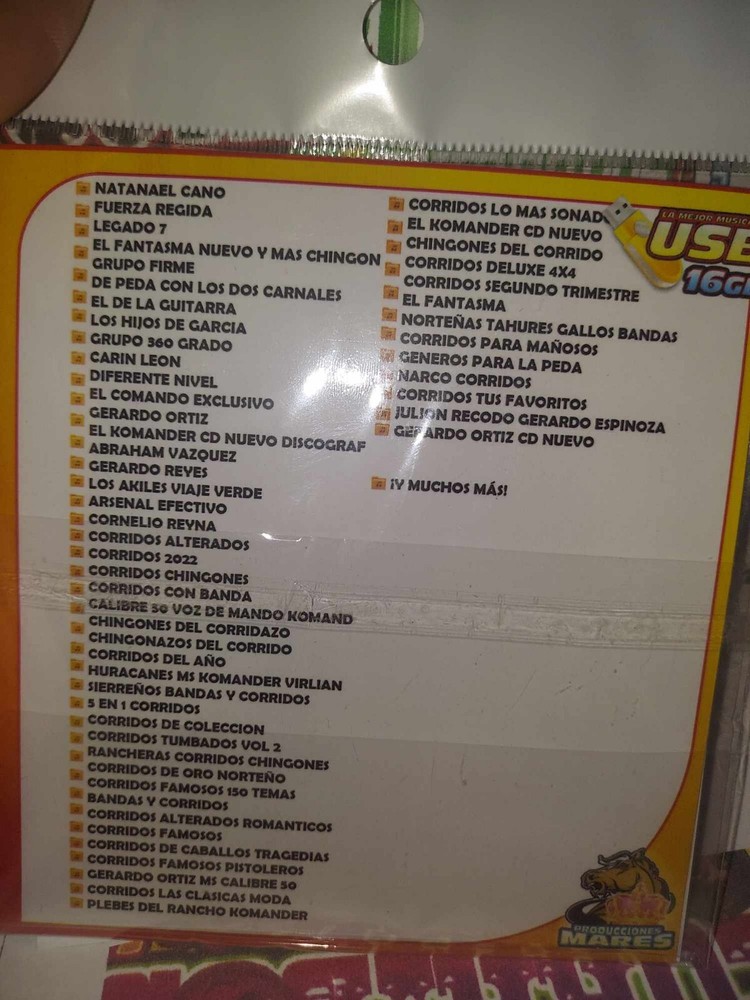 NATANAEL CANO
FUERZA REGIDA
LEGADO 7
EL FANTASMA NUEVO Y MAS CHINGON
GRUPO FIRME
DE PEDA CON LOS DOS CARNALES
EL DE LA GUITARRA
LOS HIJOS DE GARCIA
GRUPO 360 GRADO
CARIN LEON
DIFERENTE NIVEL
EL COMANDO EXCLUSIVO
GERARDO ORTIZ
EL KOMANDER CD NUEVO DISCOGRAF
ABRAHAM VAZQUEZ
GERARDO REYES
LOS AKILES VIAJE VERDE
ARSENAL EFECTIVO
CORNELIO REYNA
CORRIDOS ALTERADOS
CORRIDOS 2022
CORRIDOS CHINGONES
CORRIDOS CON BANDA
CALIBRE 50 VOZ DE MANDO KOMAND
CHINGONES DEL CORRIDAZO
CHINGONAZOS DEL CORRIDO
CORRIDOS DEL AÑO
HURACANES MS KOMANDER VIRLIAN
SIERREÑOS BANDAS Y CORRIDOS
5 EN 1 CORRIDOS
CORRIDOS DE COLECCION
CORRIDOS TUMBADOS VOL 2
RANCHERAS CORRIDOS CHINGONES
CORRIDOS DE ORO NORTEÑO
CORRIDOS FAMOSOS 150 TEMAS
BANDAS Y CORRIDOS
CORRIDOS ALTERADOS ROMANTICOS
CORRIDOS FAMOSOS
CORRIDOS DE CABALLOS TRAGEDIAS
CORRIDOS FAMOSOS PISTOLEROS
GERARDO ORTIZ MS CALIBRE 50
CORRIDOS LAS CLASICAS MODA
PLEBES DEL RANCHO KOMANDER
CORRIDOS LO MAS SONAD
EL KOMANDER CD NUEVO
CHINGONES DEL CORRIDO
CORRIDOS DELUXE 4X4
CORRIDOS SEGUNDO TRIMESTRE
EL FANTASMA
NORTEÑAS TAHURES GALLOS BANDAS
CORRIDOS PARA MAÑOSOS
GENEROS PARA LA PEDA
NARCO CORRIDOS
CORRIDOS TUS FAVORITOS
JULION RECODO GERARDO ESPINOZA
GERARDO ORTIZ CD NUEVO
¡Y MUCHOS MÁS!
LA MEJOR MUSICA
USB
16G
PRODUCCIONES
MARES